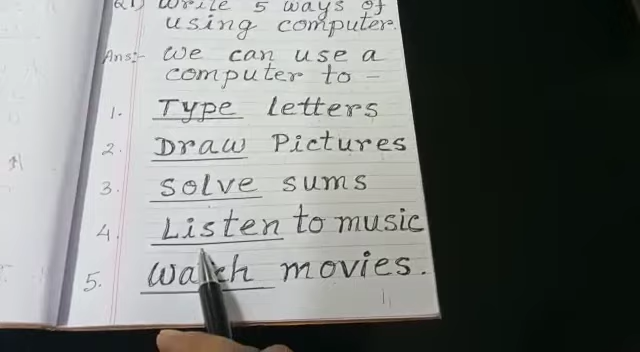 Q1) Write 5 ways of
using computer.
Ans:- We can use a
computer to –
1. Type letters
2. Draw Pictures
3. Solve sums
4. Listen to music
5. Watch movies.